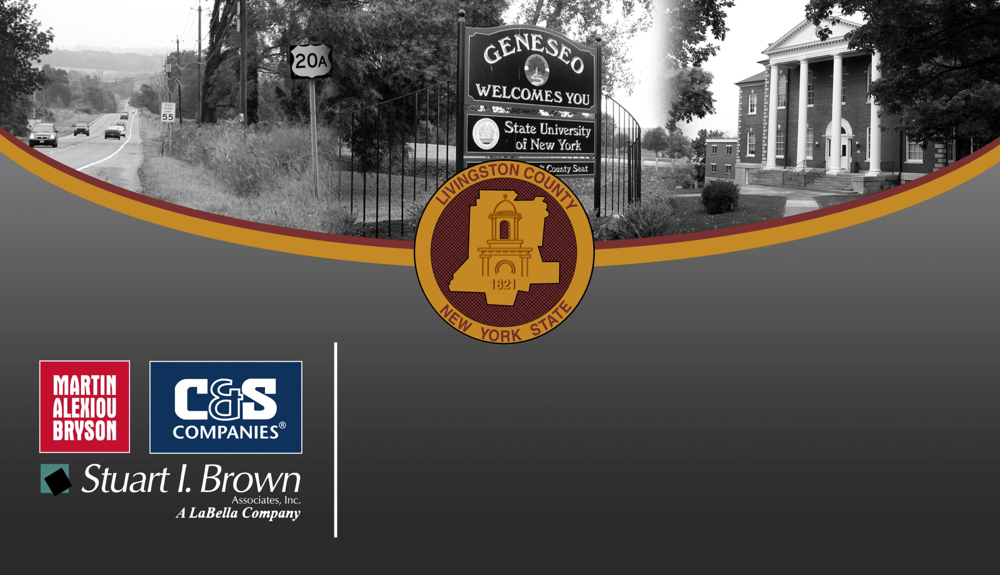 20A
STATE
SPEED
LIMIT
55
GENESEO
WELCOMES YOU
State University
of New York
County Seat
LIVINGSTON COUNTY
1821
NEW YORK STATE
MARTIN
ALEXIOU
BRYSON
C&S
COMPANIES®
Stuart I. Brown
Associates, Inc.
A LaBella Company